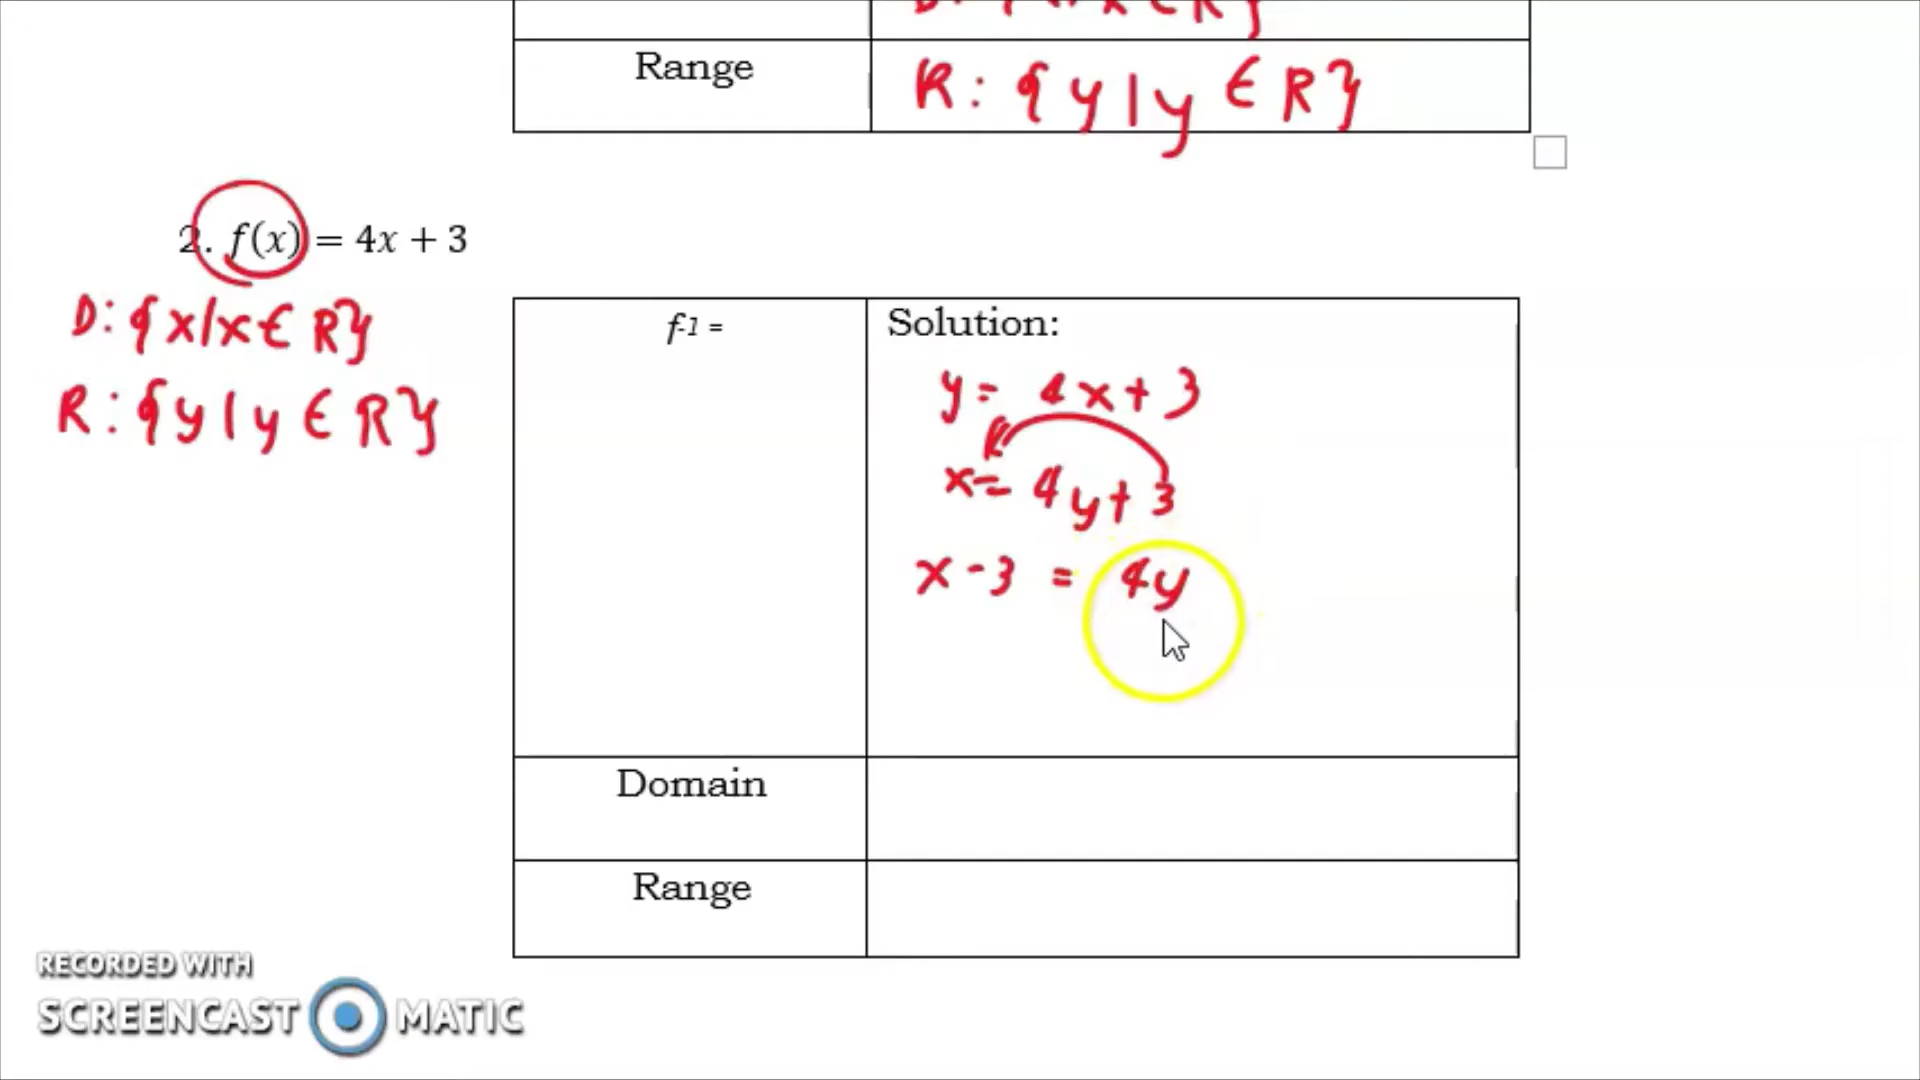 Range
R: { y | y ∈ R }
2. f(x) = 4x + 3
D: { x | x ∈ R }
R: { y | y ∈ R }
f-1 =
Solution:
y = 4x + 3
x = 4y + 3
x - 3 = 4y
Domain
Range
RECORDED WITH
SCREENCAST MATIC